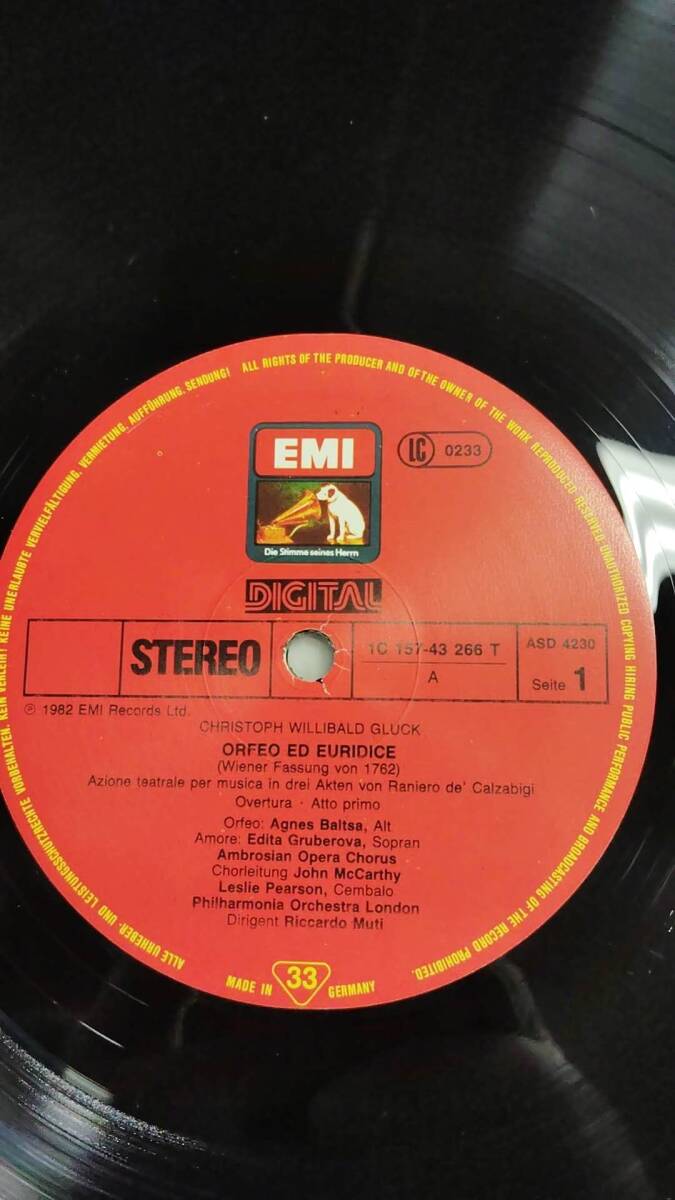 ALL RIGHTS OF THE PRODUCER AND OF THE OWNER OF THE WORK REPRODUCED RESERVED. UNAUTHORIZED COPYING HIRING PUBLIC PERFORMANCE AND BROADCASTING OF THE RECORD PROHIBITED.
ALLE URHEBER- UND LEISTUNGSSCHUTZRECHTE VORBEHALTEN. KEIN VERLEIH! KEINE UNERLAUBTE VERVIELFÄLTIGUNG, VERMIETUNG, AUFFÜHRUNG, SENDUNG!
EMI
LC 0233
Die Stimme seines Herrn
DIGITAL
STEREO
1C 157-43 266 T
A
ASD 4230
Seite 1
℗ 1982 EMI Records Ltd.
CHRISTOPH WILLIBALD GLUCK
ORFEO ED EURIDICE
(Wiener Fassung von 1762)
Azione teatrale per musica in drei Akten von Raniero de' Calzabigi
Overtura · Atto primo
Orfeo: Agnes Baltsa, Alt
Amore: Edita Gruberova, Sopran
Ambrosian Opera Chorus
Chorleitung John McCarthy
Leslie Pearson, Cembalo
Philharmonia Orchestra London
Dirigent Riccardo Muti
MADE IN 33 GERMANY